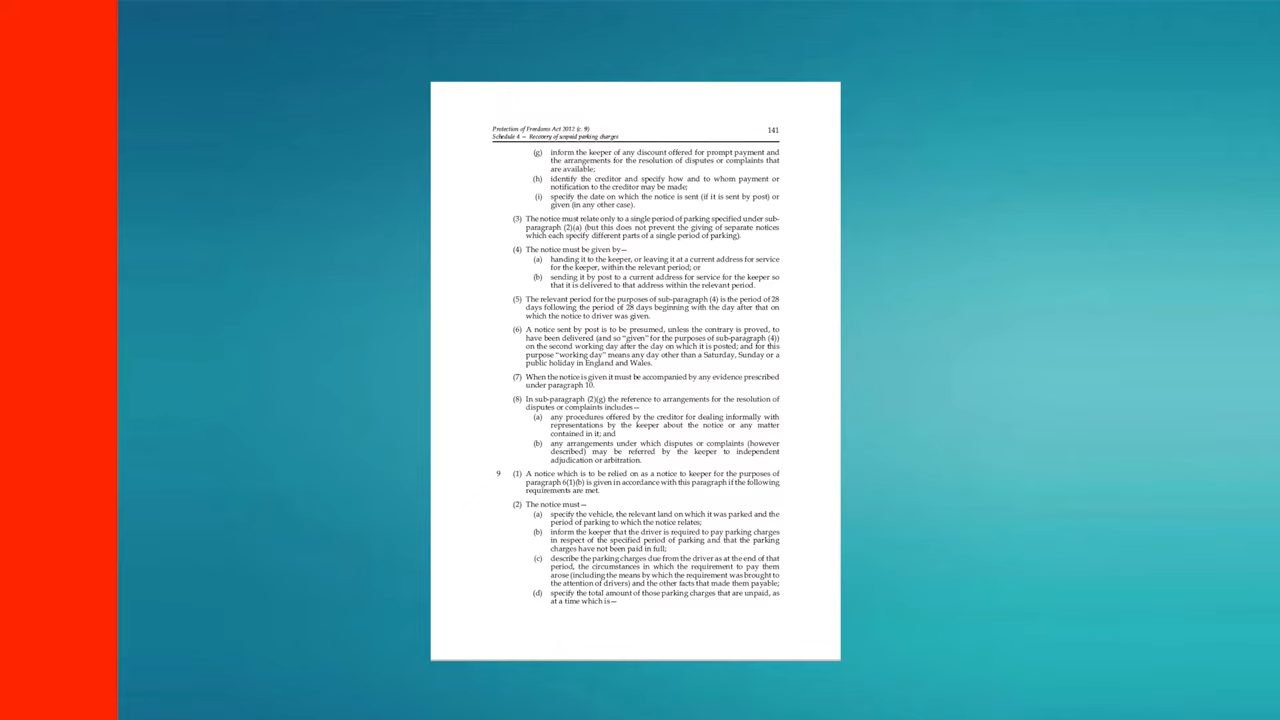 Protection of Freedoms Act 2012 (c. 9)
Schedule 4 — Recovery of unpaid parking charges
141
(g) inform the keeper of any discount offered for prompt payment and
the arrangements for the resolution of disputes or complaints that
are available;
(h) identify the creditor and specify how and to whom payment or
notification to the creditor may be made;
(i) specify the date on which the notice is sent (if it is sent by post) or
given (in any other case).
(3) The notice must relate only to a single period of parking specified under sub-
paragraph (2)(a) (but this does not prevent the giving of separate notices
which each specify different parts of a single period of parking).
(4) The notice must be given by—
(a) handing it to the keeper, or leaving it at a current address for service
for the keeper, within the relevant period; or
(b) sending it by post to a current address for service for the keeper so
that it is delivered to that address within the relevant period.
(5) The relevant period for the purposes of sub-paragraph (4) is the period of 28
days following the period of 28 days beginning with the day after that on
which the notice to driver was given.
(6) A notice sent by post is to be presumed, unless the contrary is proved, to
have been delivered (and so “given” for the purposes of sub-paragraph (4))
on the second working day after the day on which it is posted; and for this
purpose “working day” means any day other than a Saturday, Sunday or a
public holiday in England and Wales.
(7) When the notice is given it must be accompanied by any evidence prescribed
under paragraph 10.
(8) In sub-paragraph (2)(g) the reference to arrangements for the resolution of
disputes or complaints includes—
(a) any procedures offered by the creditor for dealing informally with
representations by the keeper about the notice or any matter
contained in it; and
(b) any arrangements under which disputes or complaints (however
described) may be referred by the keeper to independent
adjudication or arbitration.
9 (1) A notice which is to be relied on as a notice to keeper for the purposes of
paragraph 6(1)(b) is given in accordance with this paragraph if the following
requirements are met.
(2) The notice must—
(a) specify the vehicle, the relevant land on which it was parked and the
period of parking to which the notice relates;
(b) inform the keeper that the driver is required to pay parking charges
in respect of the specified period of parking and that the parking
charges have not been paid in full;
(c) describe the parking charges due from the driver as at the end of that
period, the circumstances in which the requirement to pay them
arose (including the means by which the requirement was brought to
the attention of drivers) and the other facts that made them payable;
(d) specify the total amount of those parking charges that are unpaid, as
at a time which is—